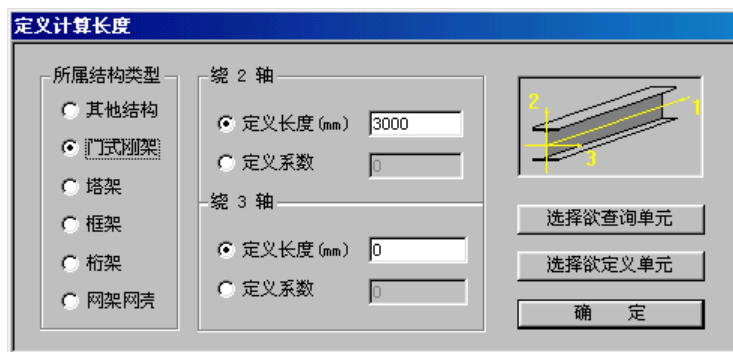 定义计算长度
所属结构类型
其他结构
门式刚架
塔架
框架
桁架
网架网壳
绕 2 轴
定义长度(mm) 3000
定义系数 0
绕 3 轴
定义长度(mm) 0
定义系数 0
2
1
3
选择欲查询单元
选择欲定义单元
确 定